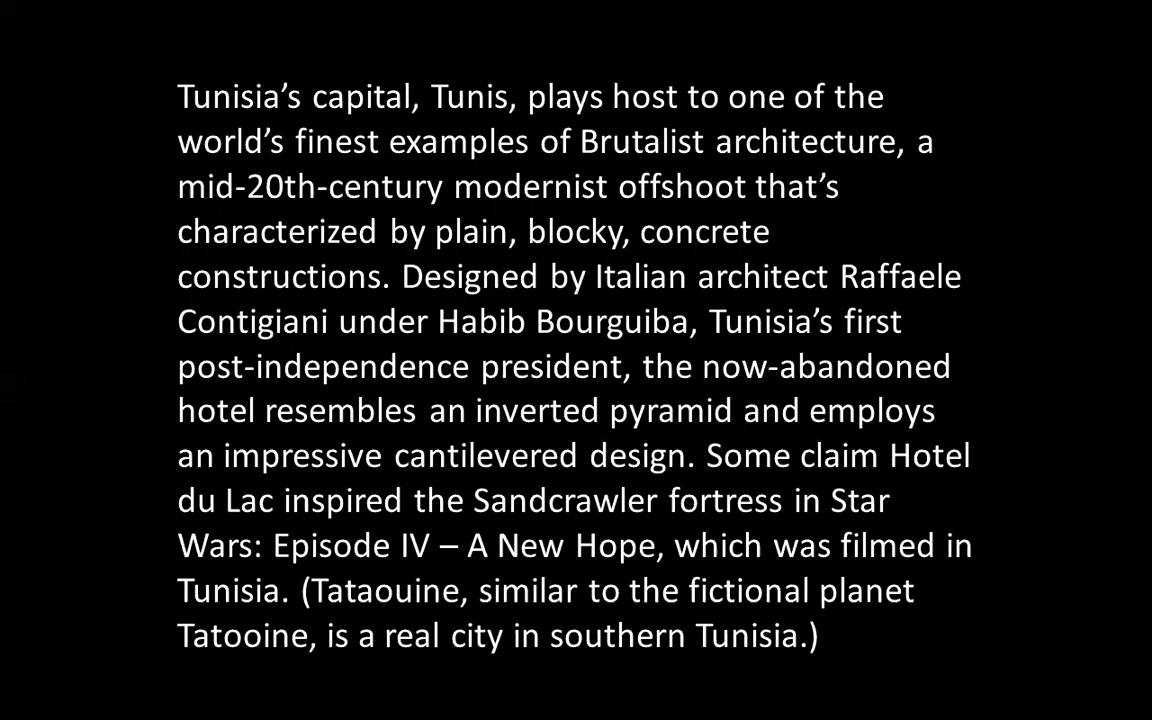 Tunisia’s capital, Tunis, plays host to one of the
world’s finest examples of Brutalist architecture, a
mid-20th-century modernist offshoot that’s
characterized by plain, blocky, concrete
constructions. Designed by Italian architect Raffaele
Contigiani under Habib Bourguiba, Tunisia’s first
post-independence president, the now-abandoned
hotel resembles an inverted pyramid and employs
an impressive cantilevered design. Some claim Hotel
du Lac inspired the Sandcrawler fortress in Star
Wars: Episode IV – A New Hope, which was filmed in
Tunisia. (Tataouine, similar to the fictional planet
Tatooine, is a real city in southern Tunisia.)